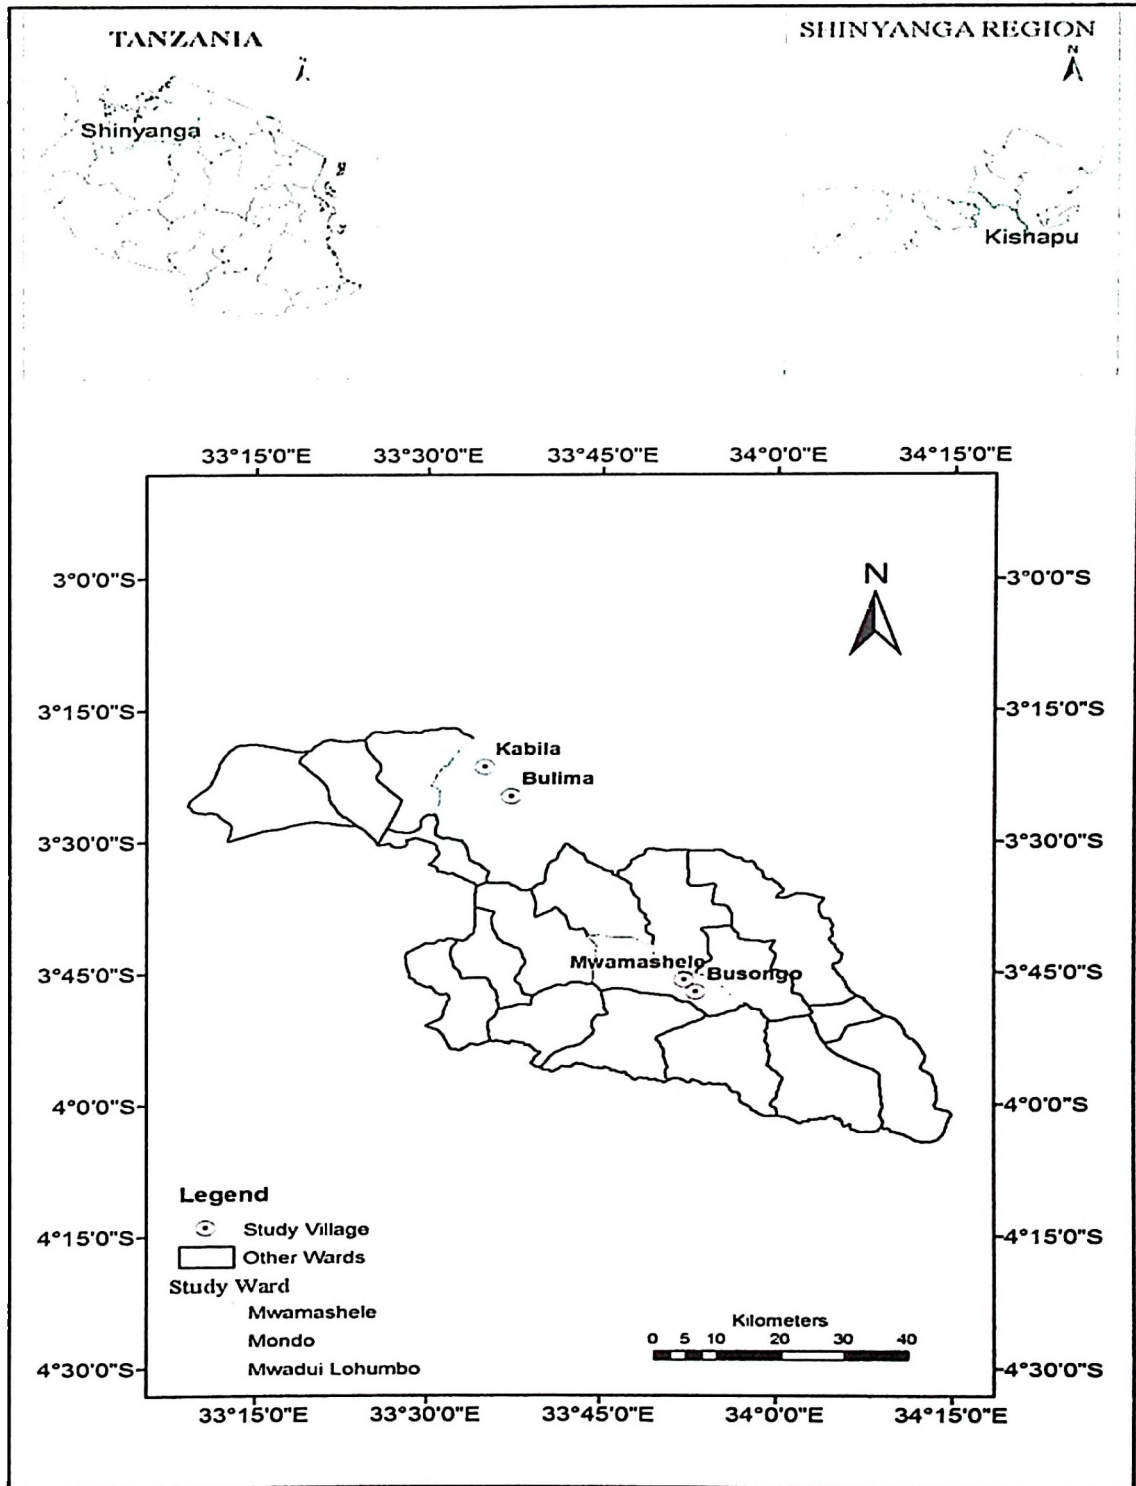 TANZANIA
Shinyanga
SHINYANGA REGION
N
Kishapu
33°15'0"E 33°30'0"E 33°45'0"E 34°0'0"E 34°15'0"E
N
3°0'0"S 3°0'0"S
3°15'0"S 3°15'0"S
Kabila
Bulima
3°30'0"S 3°30'0"S
3°45'0"S Mwamashele Busongo 3°45'0"S
4°0'0"S 4°0'0"S
Legend
Study Village
4°15'0"S 4°15'0"S
Other Wards
Study Ward
Mwamashele
Mondo
Mwadui Lohumbo
Kilometers
0 5 10 20 30 40
4°30'0"S 4°30'0"S
33°15'0"E 33°30'0"E 33°45'0"E 34°0'0"E 34°15'0"E